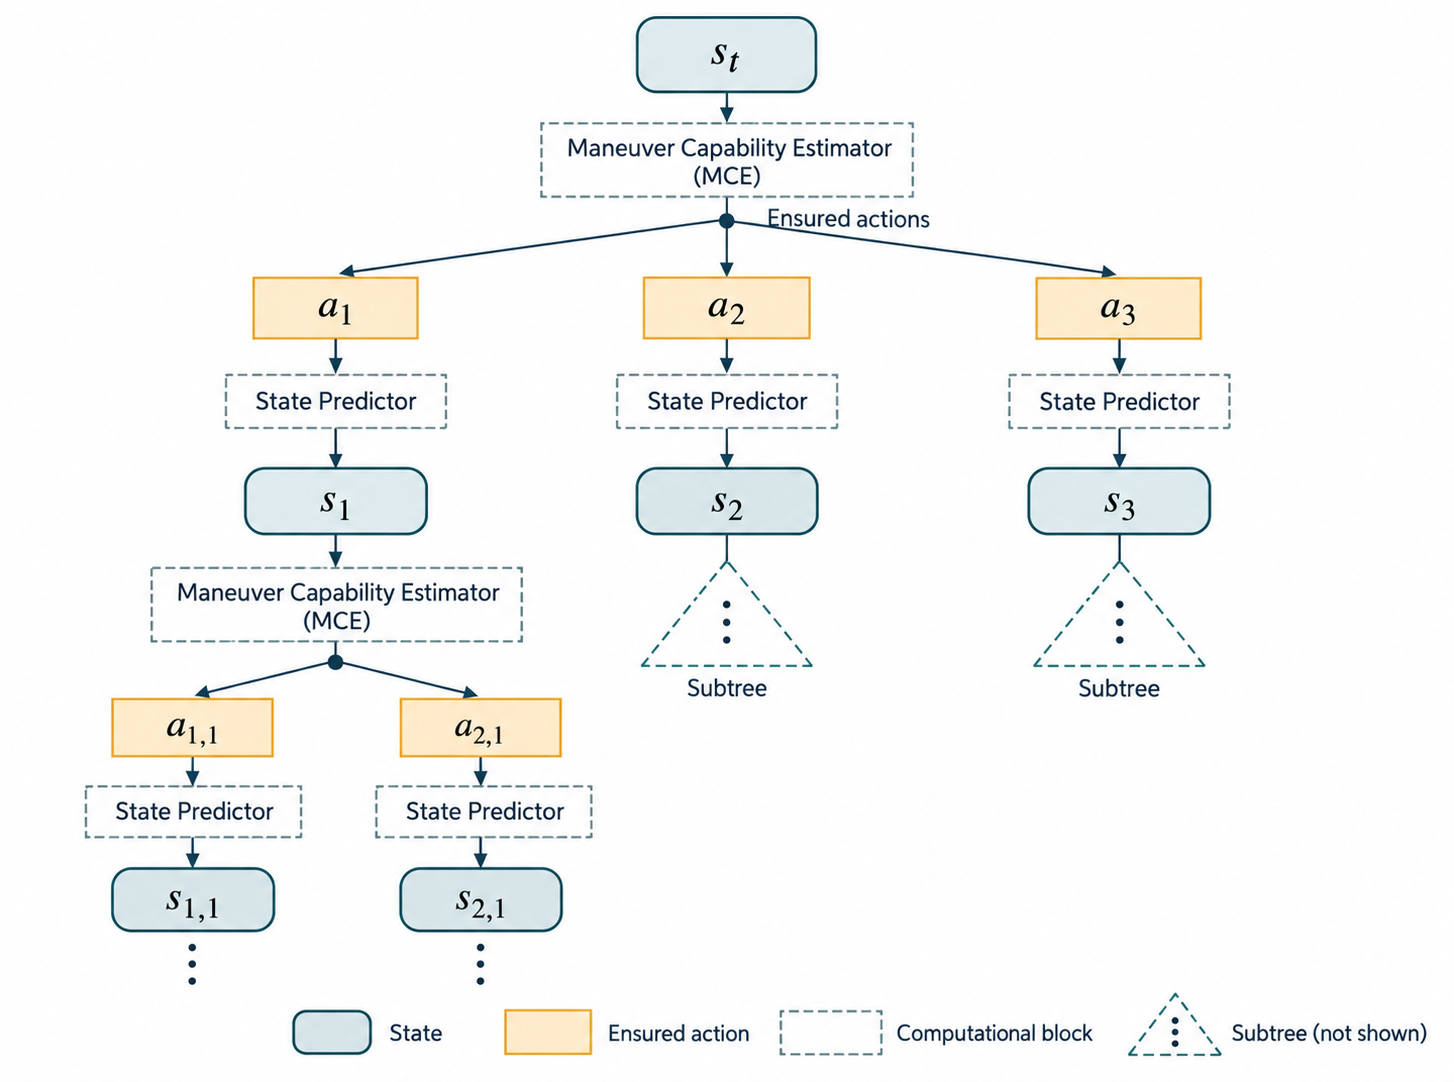 s_t
Maneuver Capability Estimator
(MCE)
Ensured actions
a_1
a_2
a_3
State Predictor
State Predictor
State Predictor
s_1
s_2
s_3
Maneuver Capability Estimator
(MCE)
Subtree
Subtree
a_{1,1}
a_{2,1}
State Predictor
State Predictor
s_{1,1}
s_{2,1}
State
Ensured action
Computational block
Subtree (not shown)